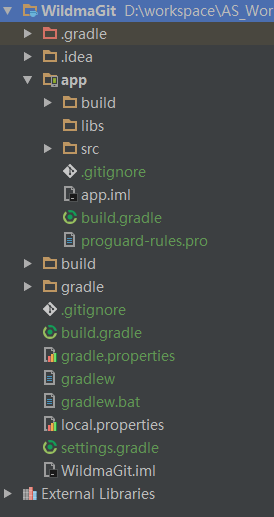 WildmaGit D:\workspace\AS_Wor
.gradle
.idea
app
build
libs
src
.gitignore
app.iml
build.gradle
proguard-rules.pro
build
gradle
.gitignore
build.gradle
gradle.properties
gradlew
gradlew.bat
local.properties
settings.gradle
WildmaGit.iml
External Libraries